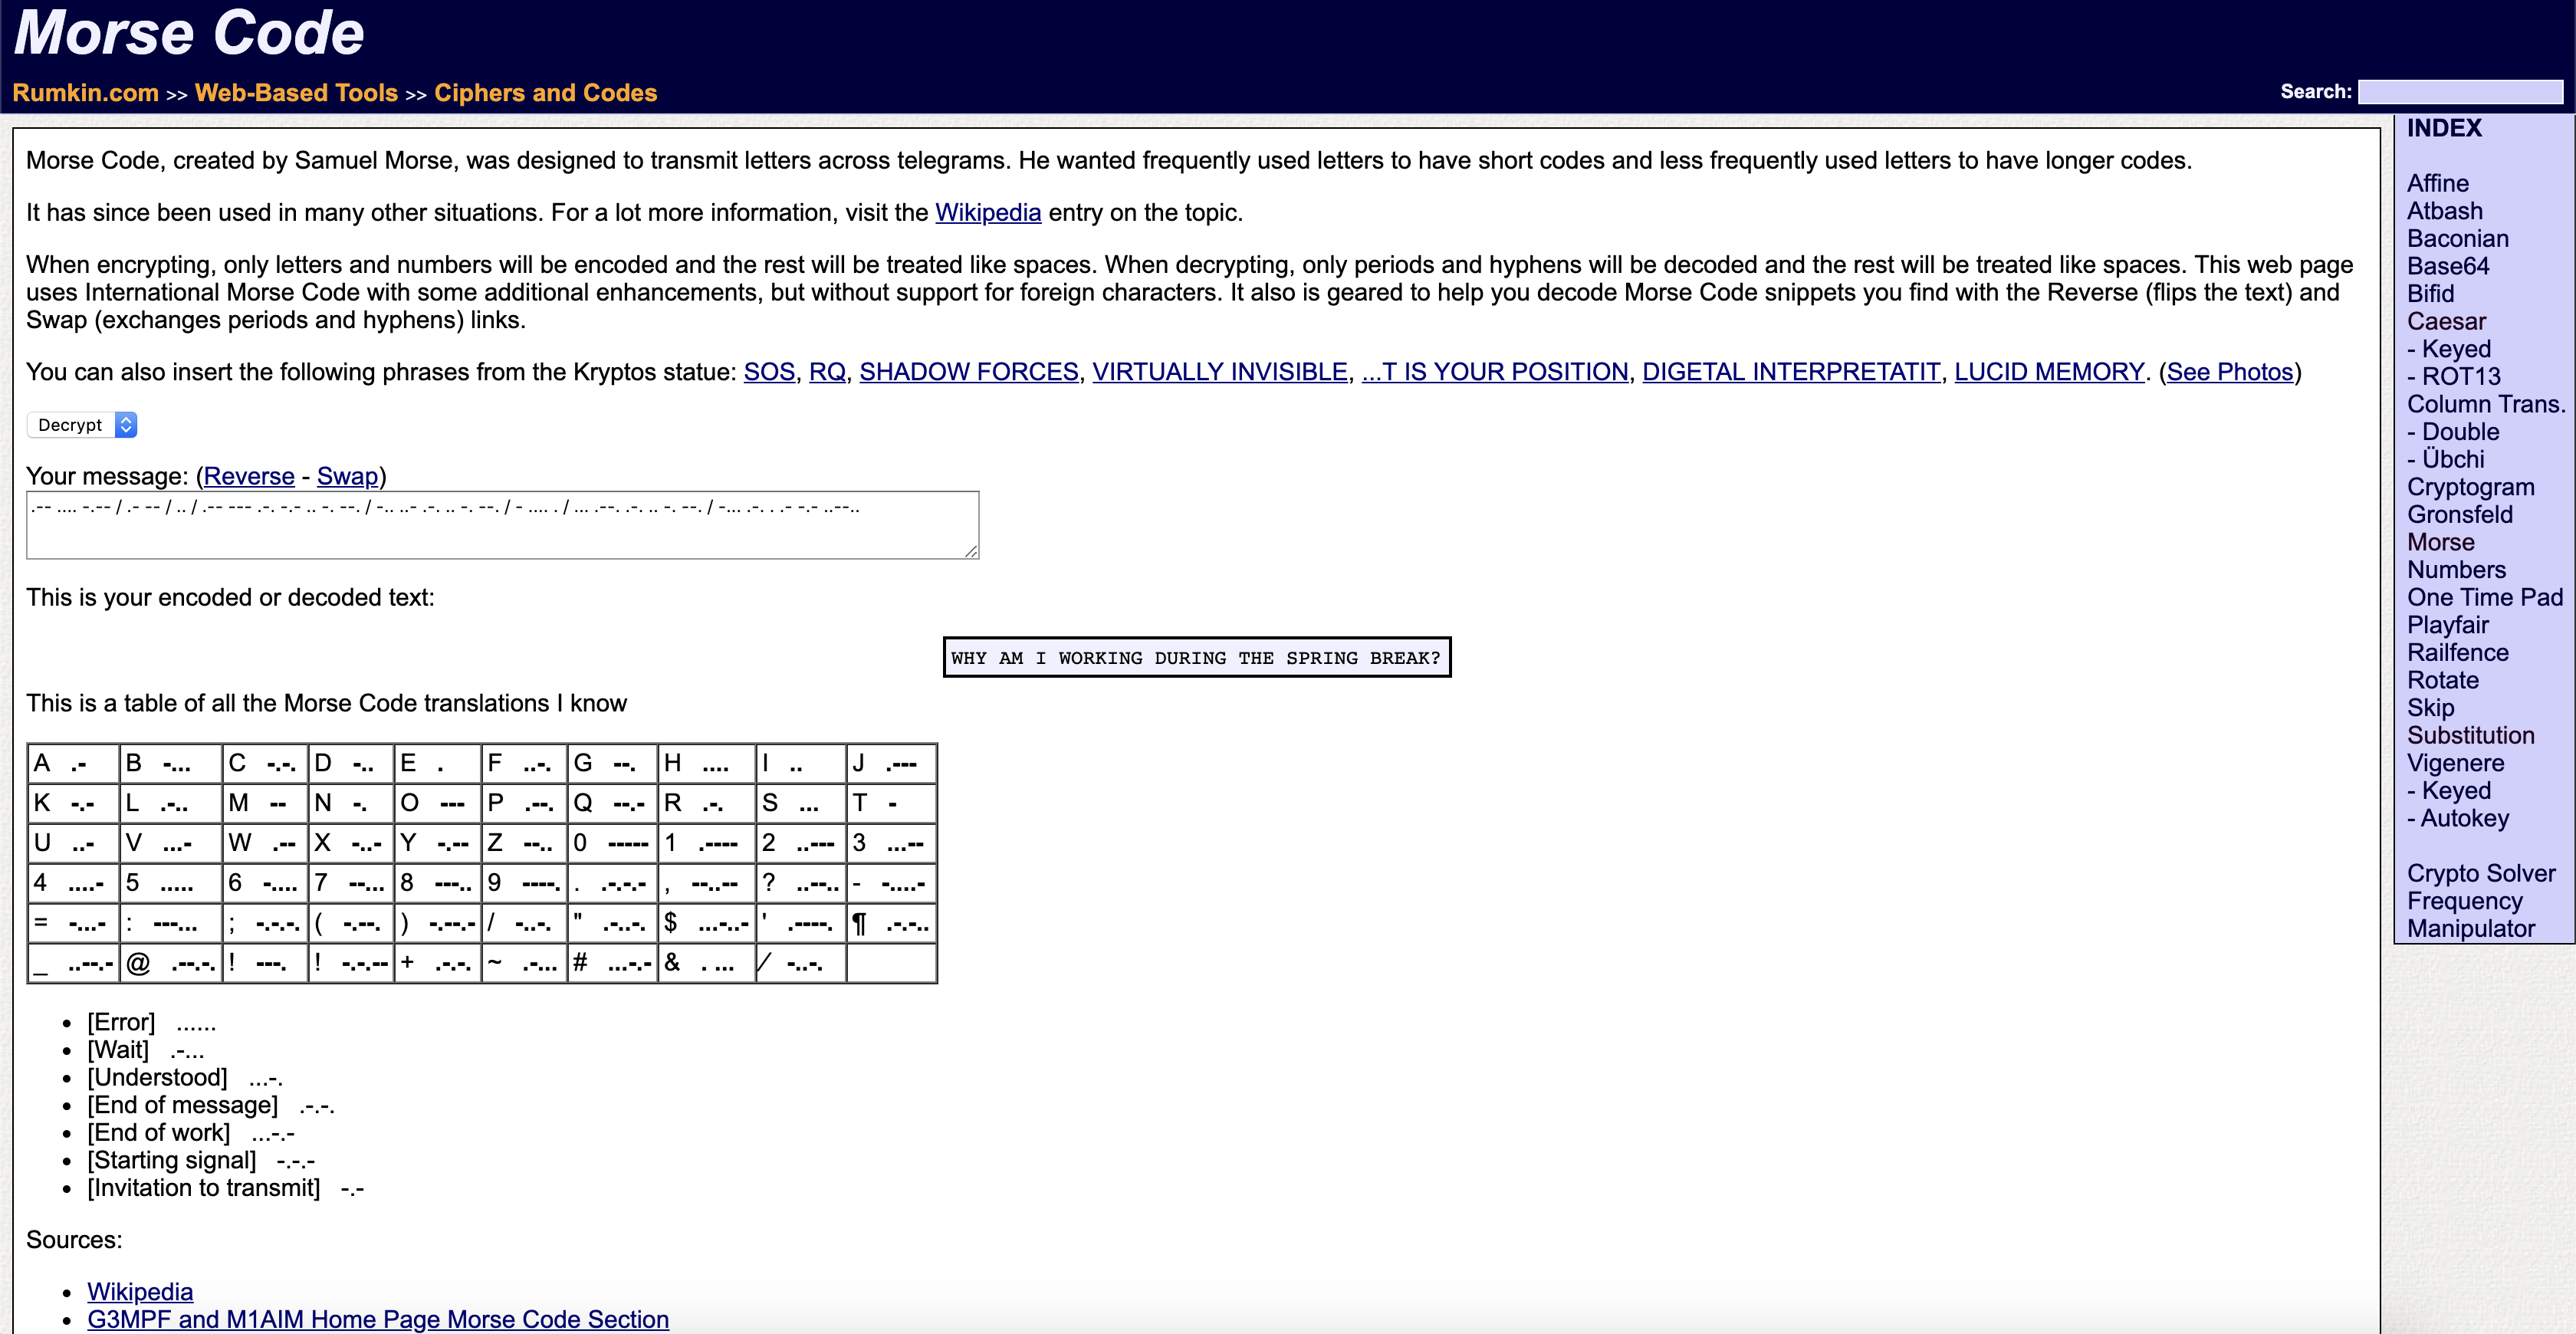 Morse Code
Rumkin.com >> Web-Based Tools >> Ciphers and Codes
Search:
Morse Code, created by Samuel Morse, was designed to transmit letters across telegrams. He wanted frequently used letters to have short codes and less frequently used letters to have longer codes.
It has since been used in many other situations. For a lot more information, visit the Wikipedia entry on the topic.
When encrypting, only letters and numbers will be encoded and the rest will be treated like spaces. When decrypting, only periods and hyphens will be decoded and the rest will be treated like spaces. This web page
uses International Morse Code with some additional enhancements, but without support for foreign characters. It also is geared to help you decode Morse Code snippets you find with the Reverse (flips the text) and
Swap (exchanges periods and hyphens) links.
You can also insert the following phrases from the Kryptos statue: SOS, RQ, SHADOW FORCES, VIRTUALLY INVISIBLE, ...T IS YOUR POSITION, DIGETAL INTERPRETATIT, LUCID MEMORY. (See Photos)
Decrypt
Your message: (Reverse - Swap)
.-- .... -.-- / .- -- / .. / .-- --- .-. -.- .. -. --. / -.. ..- .-. .. -. --. / - .... . / ... .--. .-. .. -. --. / -... .-. . .- -.- ..--..
This is your encoded or decoded text:
WHY AM I WORKING DURING THE SPRING BREAK?
This is a table of all the Morse Code translations I know
A .- B -... C -.-. D -.. E . F ..-. G --. H .... I .. J .---
K -.- L .-.. M -- N -. O --- P .--. Q --.- R .-. S ... T -
U ..- V ...- W .-- X -..- Y -.-- Z --.. 0 ----- 1 .---- 2 ..--- 3 ...--
4 ....- 5 ..... 6 -.... 7 --... 8 ---.. 9 ----. . .-.-.- , --..-- ? ..--.. - -....-
= -...- : ---... ; -.-.-. ( -.--. ) -.--.- / -..-. " .-..-. $ ...-..- ' .----. ¶ .-.-..
_ ..--.- @ .--.-. ! ---. ! -.-.-- + .-.-. ~ .-... # ...-.- & . ... ⁄ -..-.
• [Error] ......
• [Wait] .-...
• [Understood] ...-.
• [End of message] .-.-.
• [End of work] ...-.-
• [Starting signal] -.-.-
• [Invitation to transmit] -.-
Sources:
• Wikipedia
• G3MPF and M1AIM Home Page Morse Code Section
INDEX
Affine
Atbash
Baconian
Base64
Bifid
Caesar
- Keyed
- ROT13
Column Trans.
- Double
- Übchi
Cryptogram
Gronsfeld
Morse
Numbers
One Time Pad
Playfair
Railfence
Rotate
Skip
Substitution
Vigenere
- Keyed
- Autokey
Crypto Solver
Frequency
Manipulator